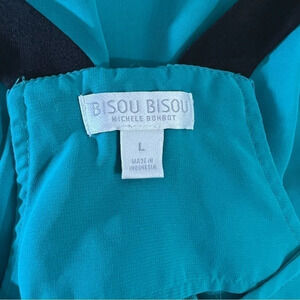 BISOU BISOU
MICHELE BOHBOT
L
MADE IN
INDONESIA